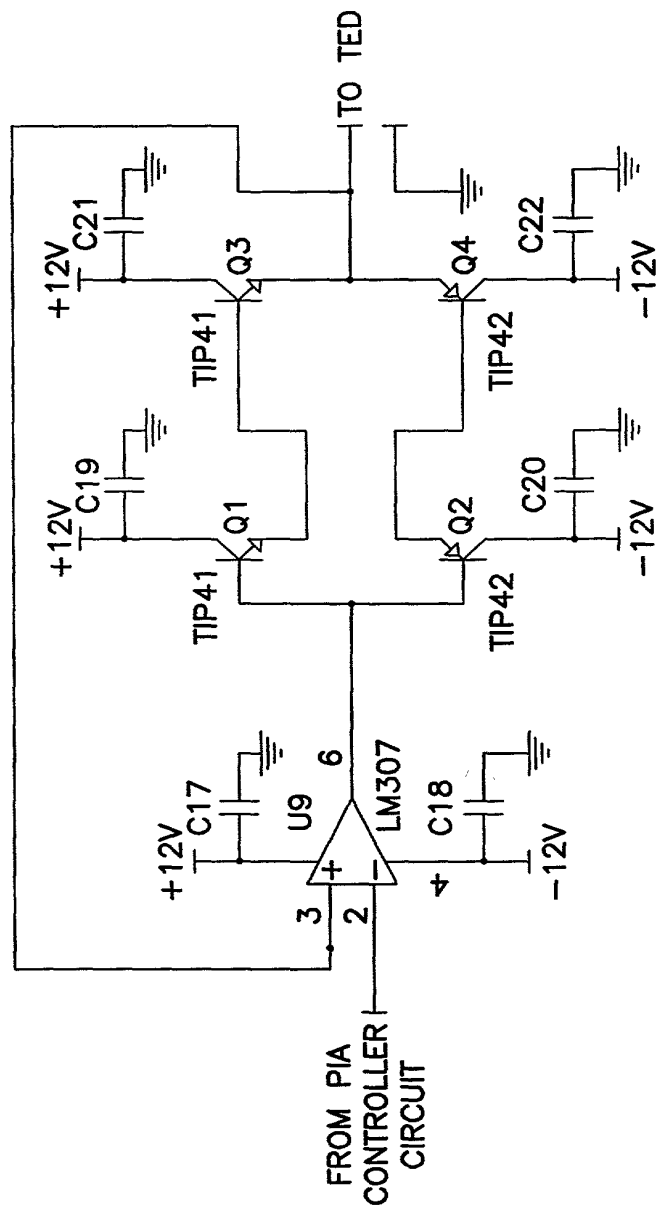 FROM PIA
CONTROLLER
CIRCUIT
3
2
+
−
+12V
C17
U9
6
LM307
4
C18
−12V
+12V
C19
TIP41
Q1
TIP42
Q2
C20
−12V
+12V
C21
TIP41
Q3
TIP42
Q4
C22
−12V
TO TED